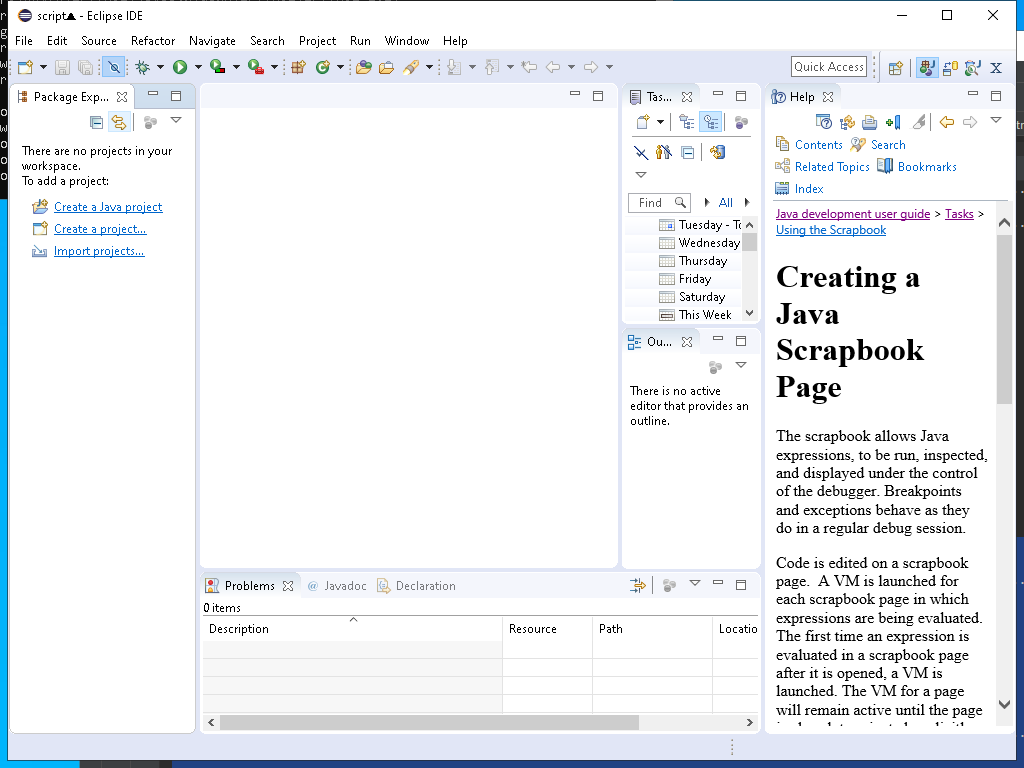 script▲ - Eclipse IDE
File Edit Source Refactor Navigate Search Project Run Window Help
Quick Access
Package Exp...
There are no projects in your
workspace.
To add a project:
Create a Java project
Create a project...
Import projects...
Tas...
Find
All
Tuesday - To
Wednesday
Thursday
Friday
Saturday
This Week
Ou...
There is no active
editor that provides an
outline.
Help
Contents Search
Related Topics Bookmarks
Index
Java development user guide > Tasks >
Using the Scrapbook
Creating a
Java
Scrapbook
Page
The scrapbook allows Java
expressions, to be run, inspected,
and displayed under the control
of the debugger. Breakpoints
and exceptions behave as they
do in a regular debug session.
Code is edited on a scrapbook
page. A VM is launched for
each scrapbook page in which
expressions are being evaluated.
The first time an expression is
evaluated in a scrapbook page
after it is opened, a VM is
launched. The VM for a page
will remain active until the page
Problems @ Javadoc Declaration
0 items
Description Resource Path Locatio